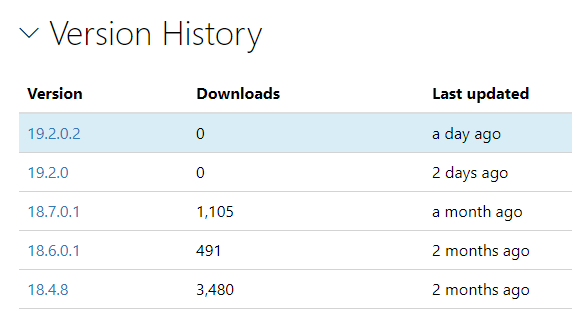 Version History
Version Downloads Last updated
19.2.0.2 0 a day ago
19.2.0 0 2 days ago
18.7.0.1 1,105 a month ago
18.6.0.1 491 2 months ago
18.4.8 3,480 2 months ago